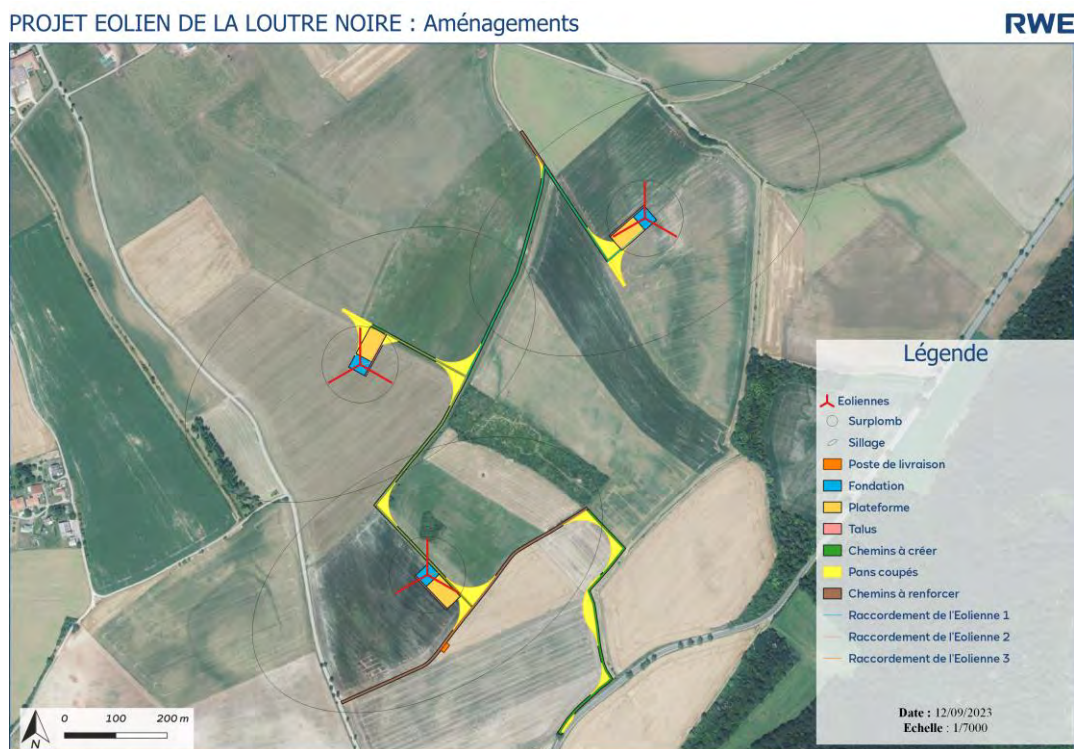 PROJET EOLIEN DE LA LOUTRE NOIRE : Aménagements
RWE
Légende
Eoliennes
Surplomb
Sillage
Poste de livraison
Fondation
Plateforme
Talus
Chemins à créer
Pans coupés
Chemins à renforcer
Raccordement de l'Eolienne 1
Raccordement de l'Eolienne 2
Raccordement de l'Eolienne 3
Date : 12/09/2023
Echelle : 1/7000
N
0 100 200 m